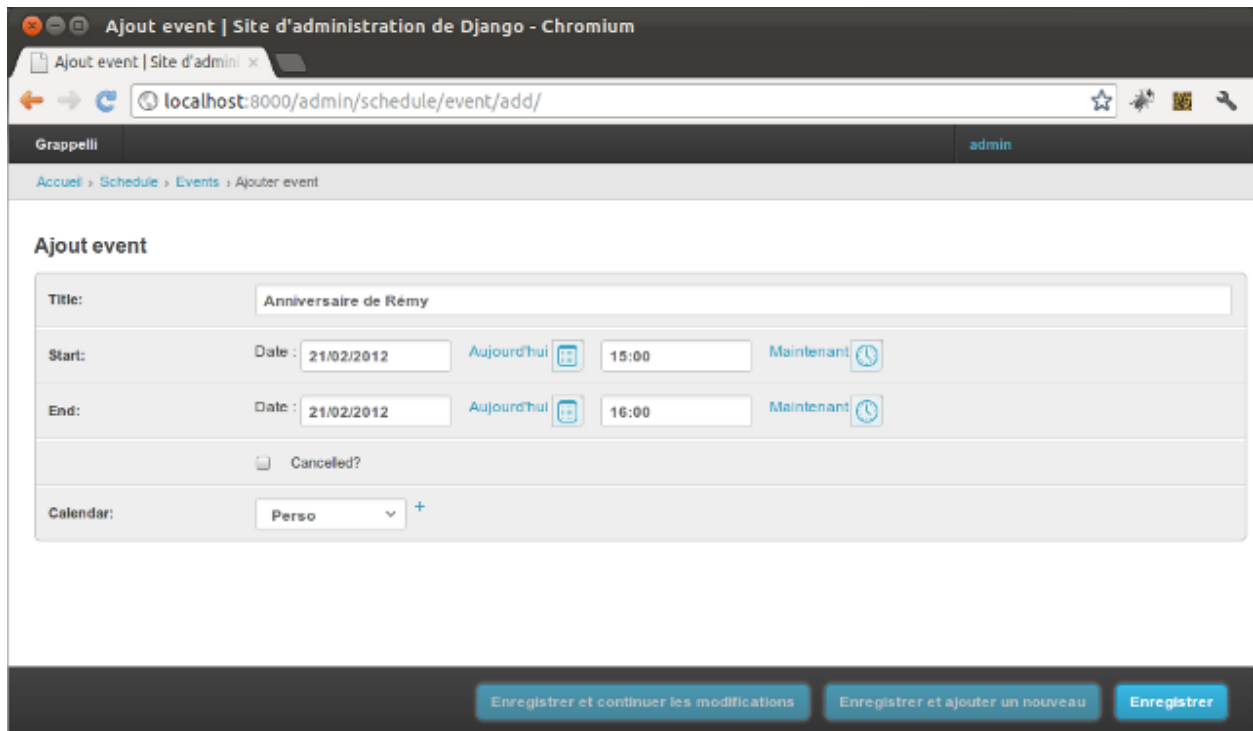 Ajout event | Site d'administration de Django - Chromium
Ajout event | Site d'admini
localhost:8000/admin/schedule/event/add/
Grappelli admin
Accueil › Schedule › Events › Ajouter event
Ajout event
Title: Anniversaire de Rémy
Start: Date : 21/02/2012 Aujourd'hui 15:00 Maintenant
End: Date : 21/02/2012 Aujourd'hui 16:00 Maintenant
Cancelled?
Calendar: Perso +
Enregistrer et continuer les modifications Enregistrer et ajouter un nouveau Enregistrer